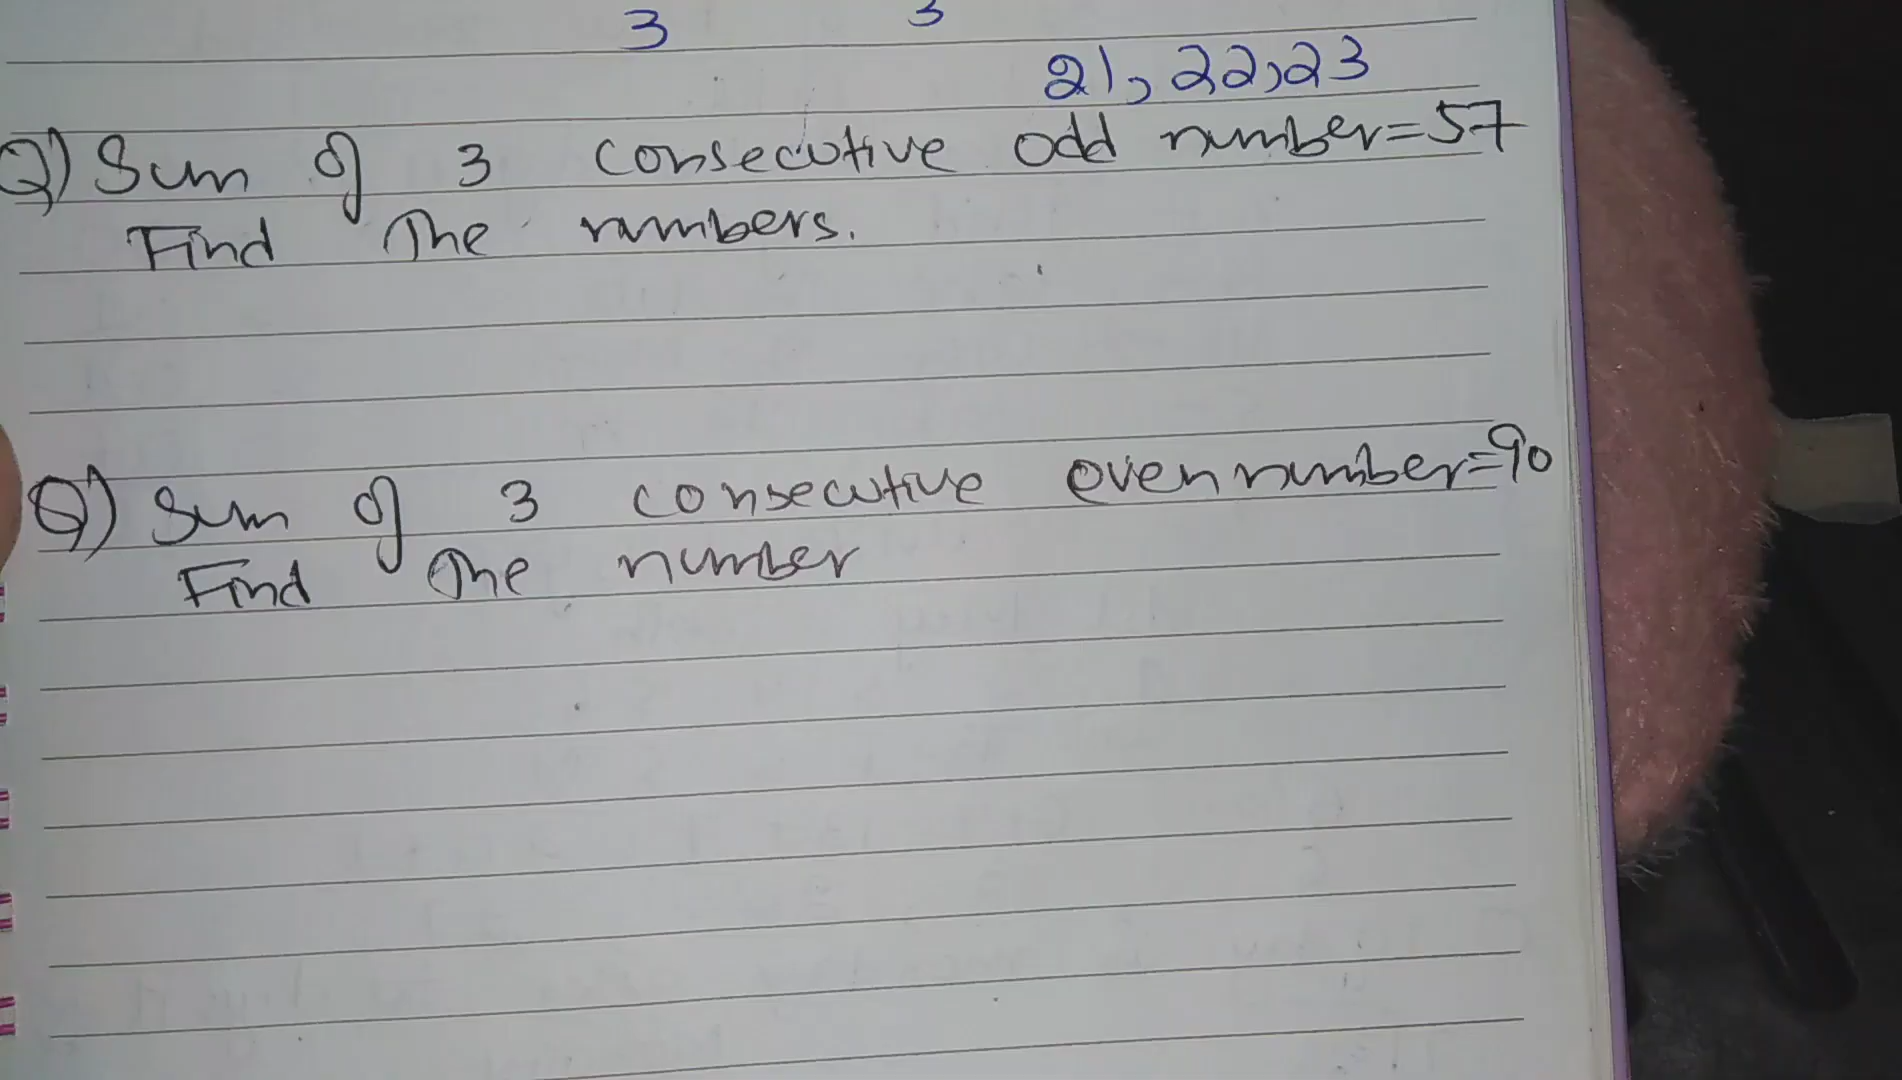 3 3
21, 22, 23
Q) Sum of 3 consecutive odd number = 57
Find The numbers.
Q) Sum of 3 consecutive even number = 90
Find The number